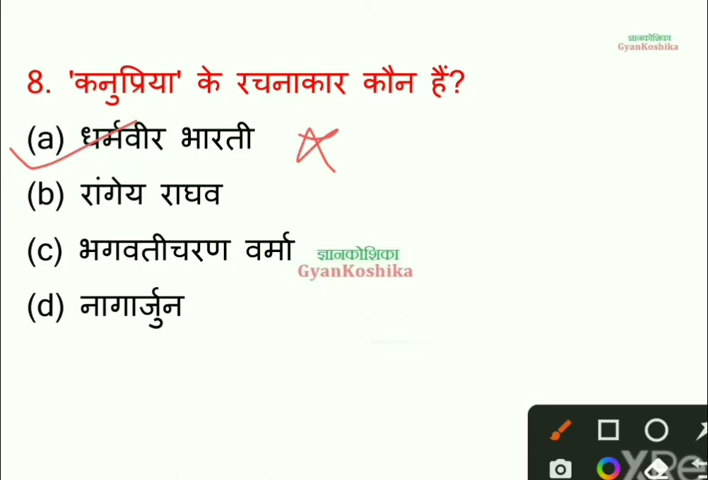 ज्ञानकोशिका
GyanKoshika
8. 'कनुप्रिया' के रचनाकार कौन हैं?
(a) धर्मवीर भारती
(b) रांगेय राघव
(c) भगवतीचरण वर्मा
ज्ञानकोशिका
GyanKoshika
(d) नागार्जुन